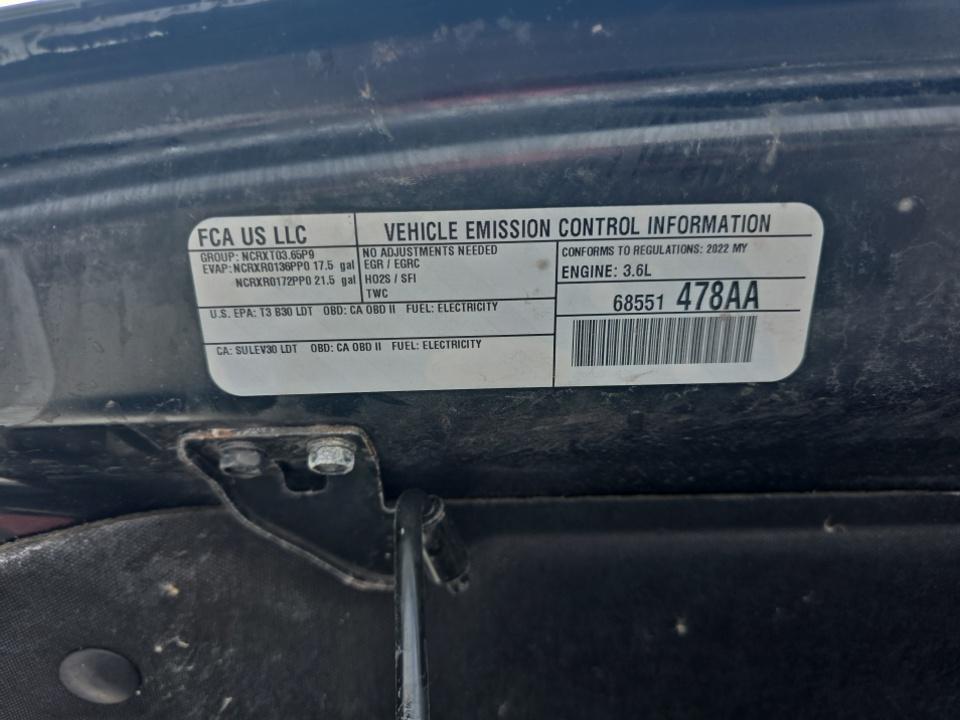 FCA US LLC
GROUP: NCRXT03.65P9
EVAP: NCRXR0136PP0 17.5 gal
NCRXR0172PP0 21.5 gal
VEHICLE EMISSION CONTROL INFORMATION
NO ADJUSTMENTS NEEDED
EGR / EGRC
HO2S / SFI
TWC
CONFORMS TO REGULATIONS: 2022 MY
ENGINE: 3.6L
68551 478AA
U.S. EPA: T3 B30 LDT OBD: CA OBD II FUEL: ELECTRICITY
CA: SULEV30 LDT OBD: CA OBD II FUEL: ELECTRICITY